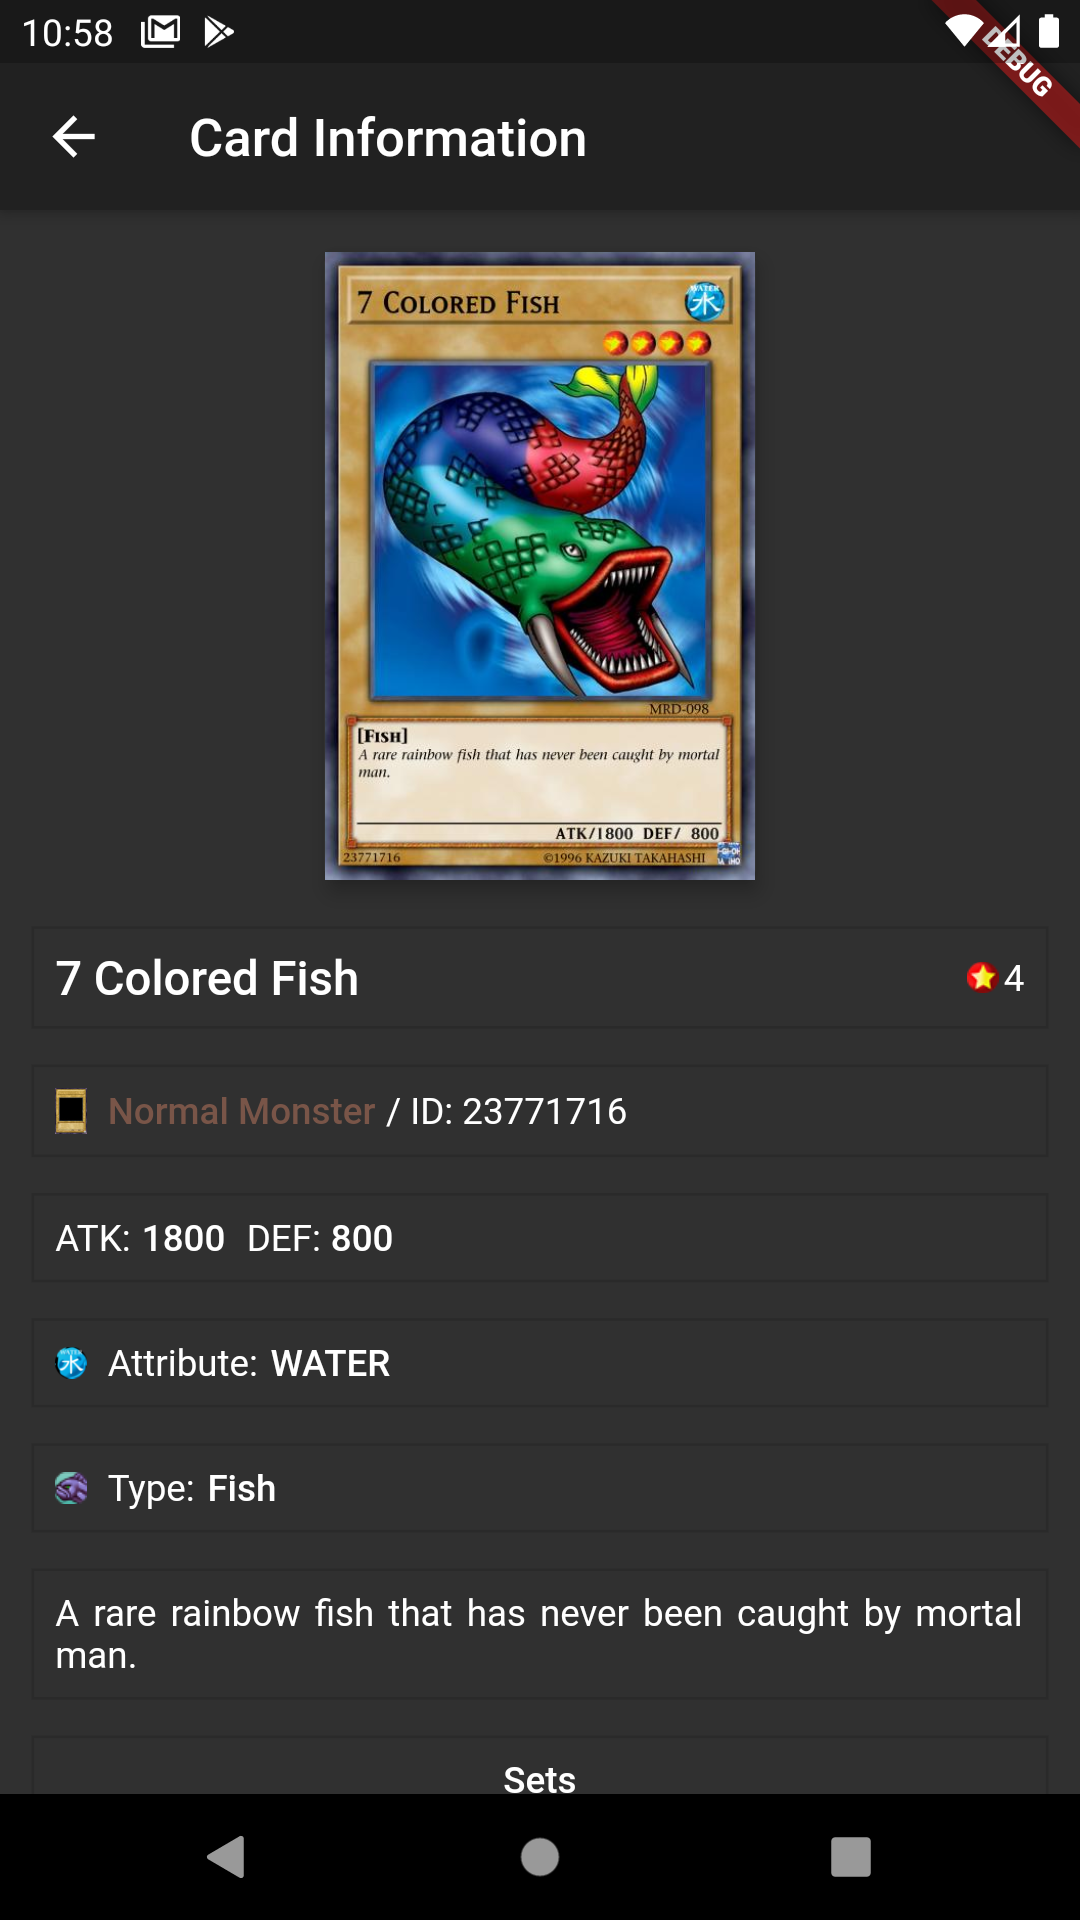 10:58
DEBUG
Card Information
7 Colored Fish
WATER
水
MRD-098
[Fish]
A rare rainbow fish that has never been caught by mortal
man.
ATK/1800 DEF/ 800
23771716
©1996 KAZUKI TAKAHASHI
7 Colored Fish
4
Normal Monster / ID: 23771716
ATK: 1800 DEF: 800
水
Attribute: WATER
Type: Fish
A rare rainbow fish that has never been caught by mortal
man.
Sets